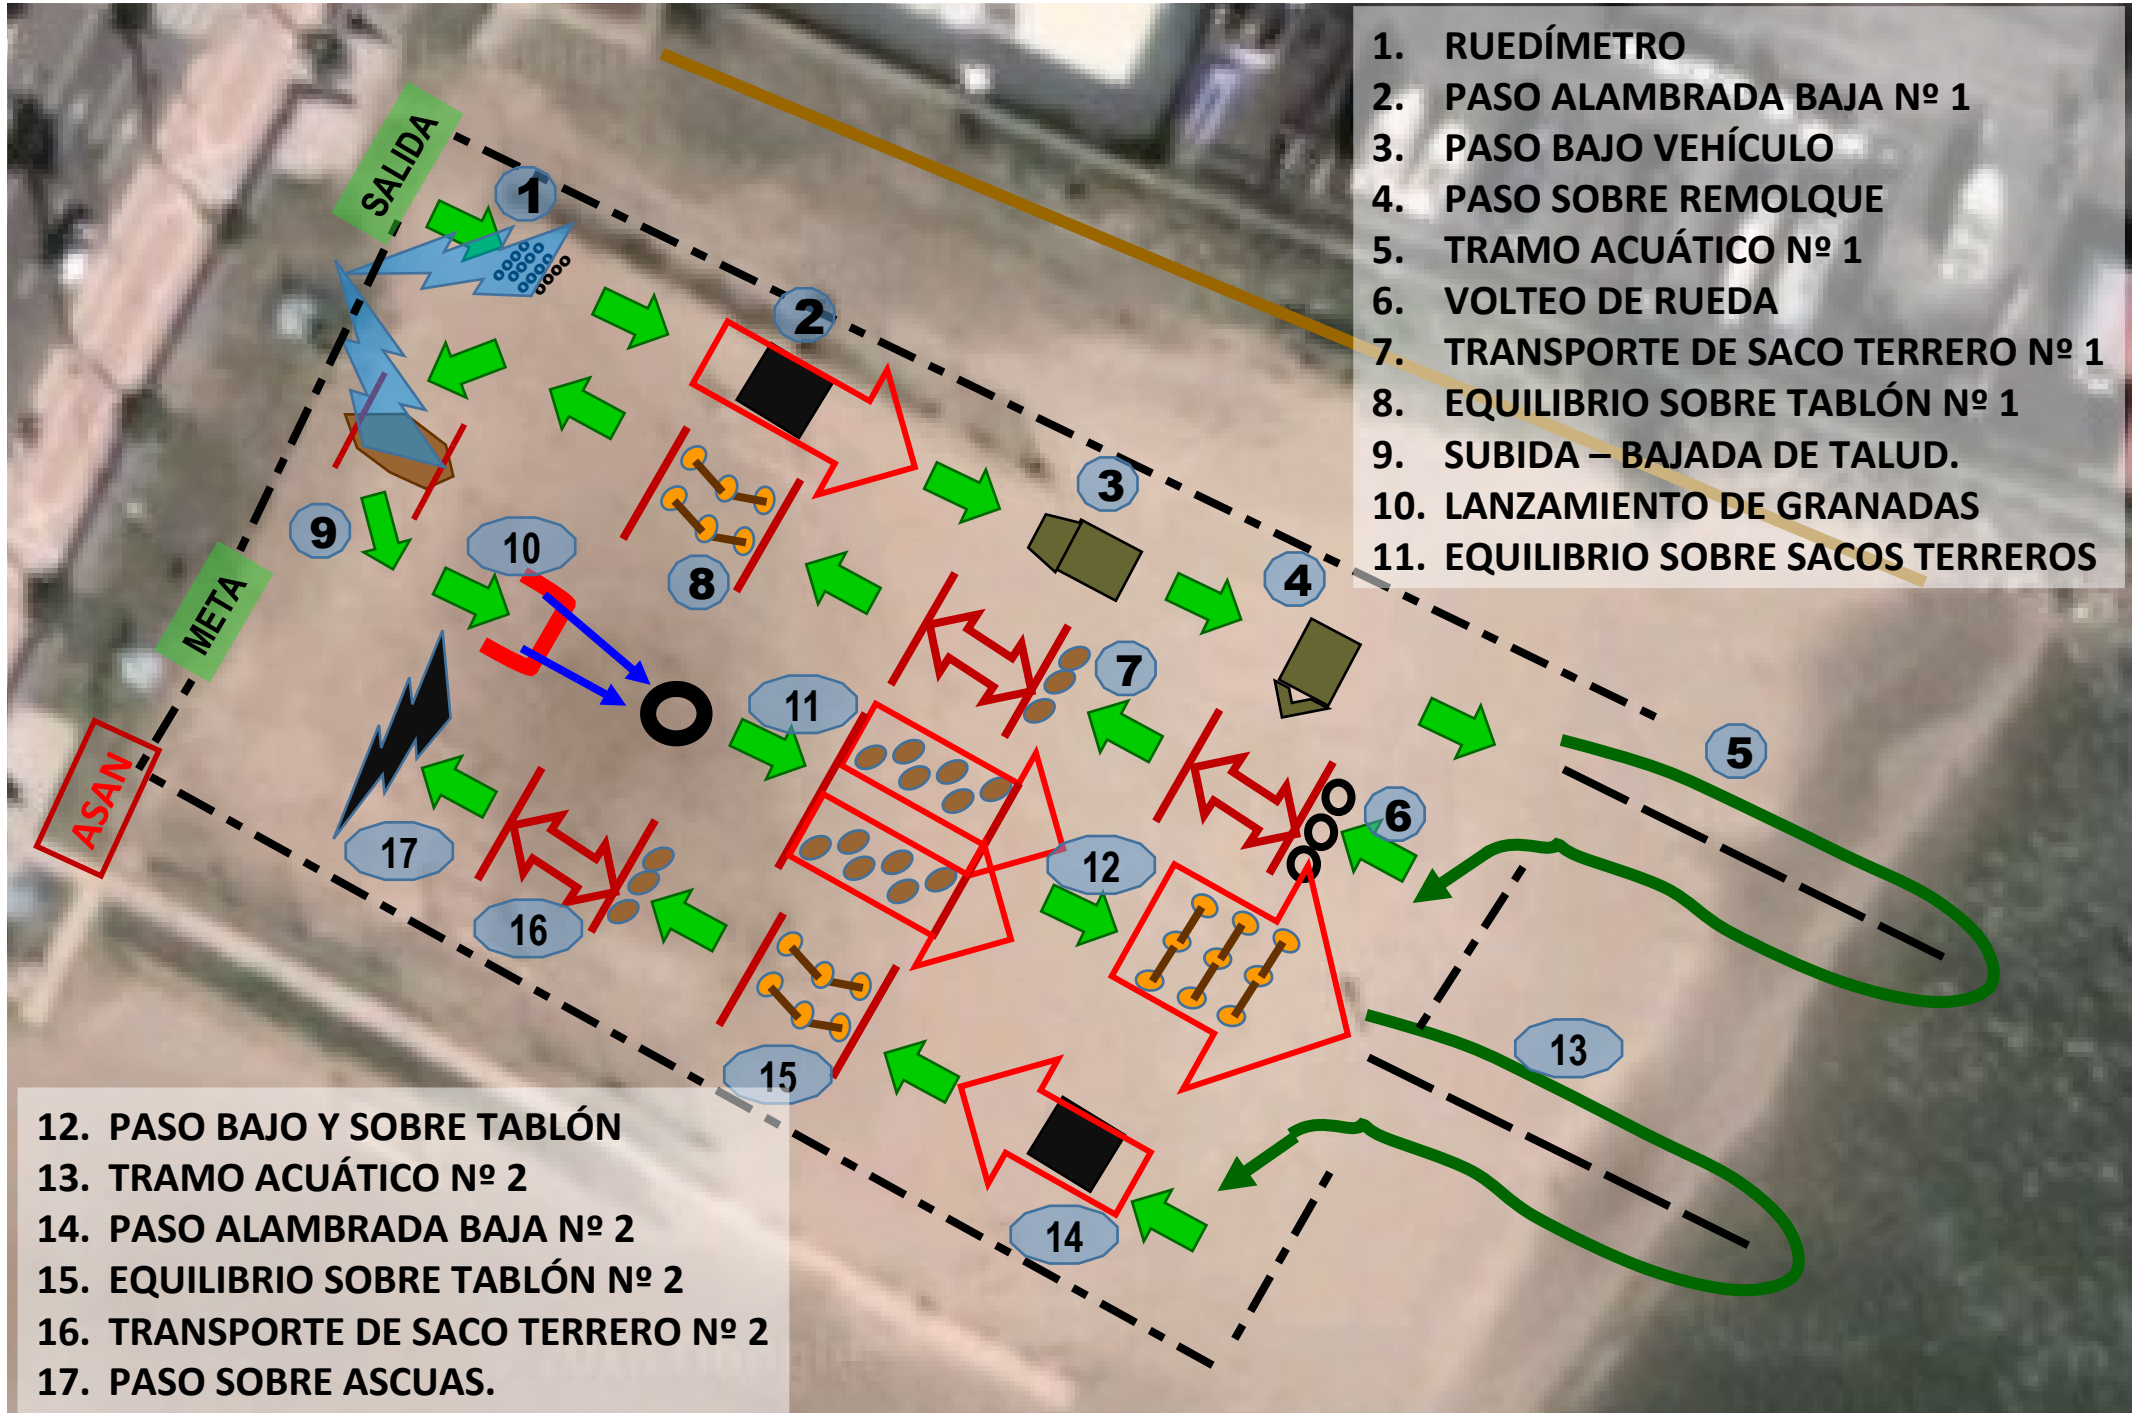 1. RUEDÍMETRO
2. PASO ALAMBRADA BAJA Nº 1
3. PASO BAJO VEHÍCULO
4. PASO SOBRE REMOLQUE
5. TRAMO ACUÁTICO Nº 1
6. VOLTEO DE RUEDA
7. TRANSPORTE DE SACO TERRERO Nº 1
8. EQUILIBRIO SOBRE TABLÓN Nº 1
9. SUBIDA – BAJADA DE TALUD.
10. LANZAMIENTO DE GRANADAS
11. EQUILIBRIO SOBRE SACOS TERREROS
SALIDA
1
2
3
4
5
6
7
8
9
10
11
12
13
14
15
16
17
META
ASAN
12. PASO BAJO Y SOBRE TABLÓN
13. TRAMO ACUÁTICO Nº 2
14. PASO ALAMBRADA BAJA Nº 2
15. EQUILIBRIO SOBRE TABLÓN Nº 2
16. TRANSPORTE DE SACO TERRERO Nº 2
17. PASO SOBRE ASCUAS.